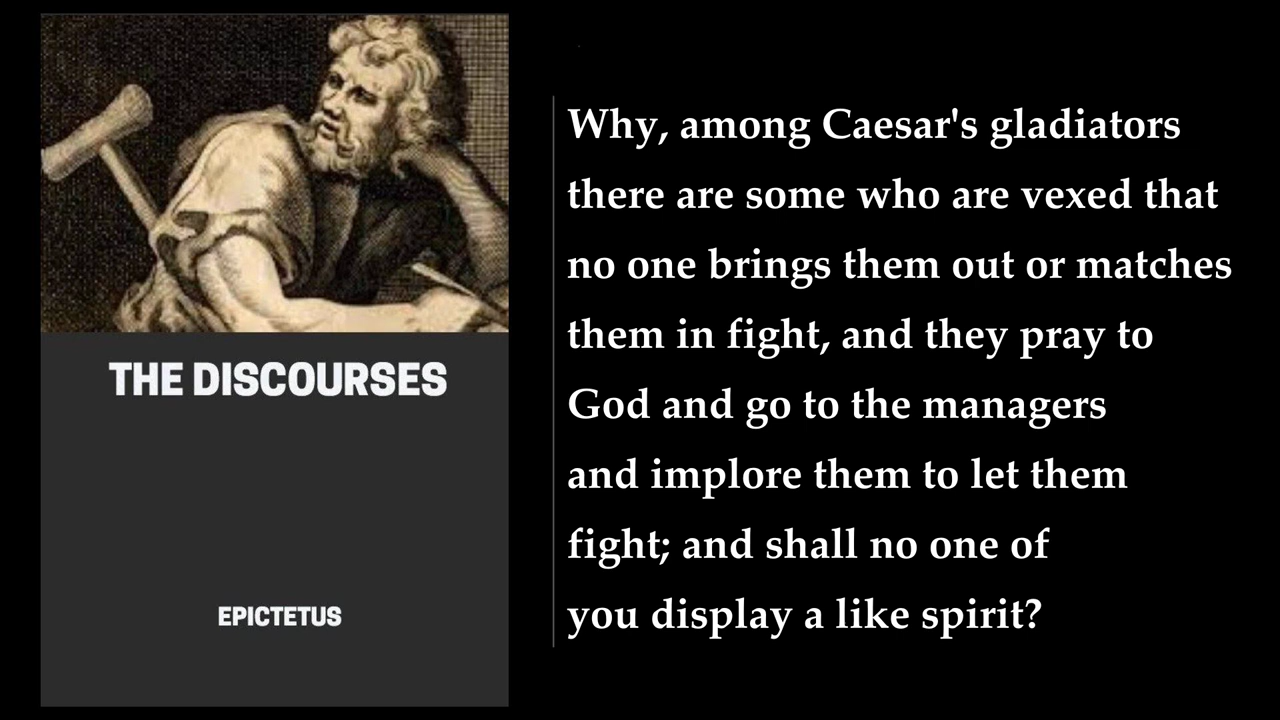 THE DISCOURSES
EPICTETUS
Why, among Caesar's gladiators
there are some who are vexed that
no one brings them out or matches
them in fight, and they pray to
God and go to the managers
and implore them to let them
fight; and shall no one of
you display a like spirit?